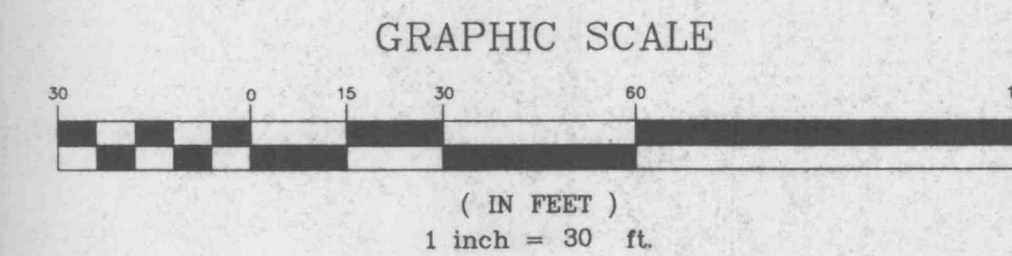 GRAPHIC SCALE
30 0 15 30 60
( IN FEET )
1 inch = 30 ft.